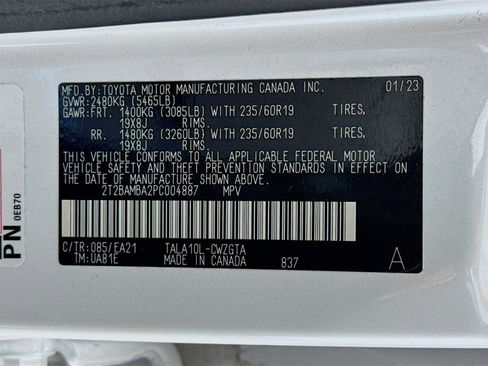 MFD.BY:TOYOTA MOTOR MANUFACTURING CANADA INC. 01/23
GVWR:2480KG (5465LB)
GAWR:FRT. 1400KG (3085LB) WITH 235/60R19 TIRES,
19X8J RIMS.
RR. 1480KG (3260LB) WITH 235/60R19 TIRES,
19X8J RIMS.
THIS VEHICLE CONFORMS TO ALL APPLICABLE FEDERAL MOTOR
VEHICLE SAFETY AND THEFT PREVENTION STANDARDS IN EFFECT
ON THE DATE OF MANUFACTURE SHOWN ABOVE.
2T2BAMBA2PC004887 MPV
C/TR:085/EA21 TALA10L-CWZGTA A
TM:UA81E MADE IN CANADA 837
PN 0EB70